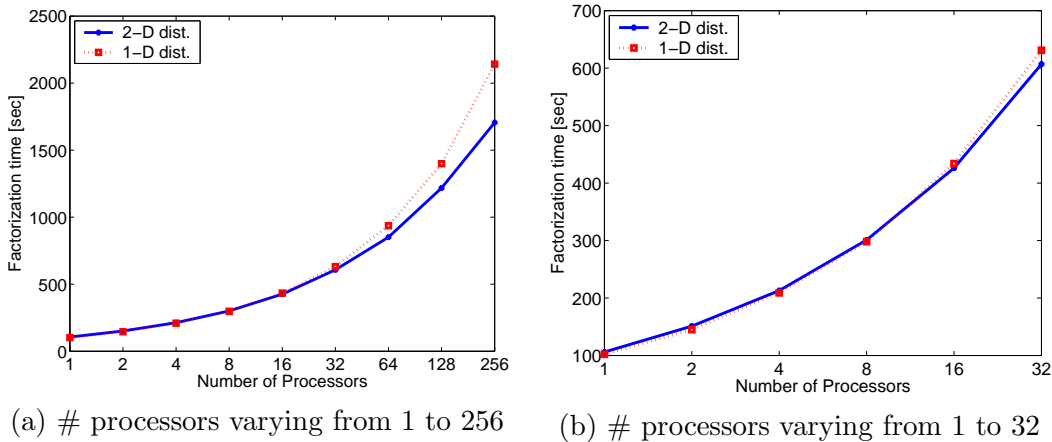 2−D dist.
1−D dist.
Factorization time [sec]
2500
2000
1500
1000
500
0
1 2 4 8 16 32 64 128 256
Number of Processors
(a) # processors varying from 1 to 256
2−D dist.
1−D dist.
Factorization time [sec]
700
600
500
400
300
200
100
1 2 4 8 16 32
Number of Processors
(b) # processors varying from 1 to 32